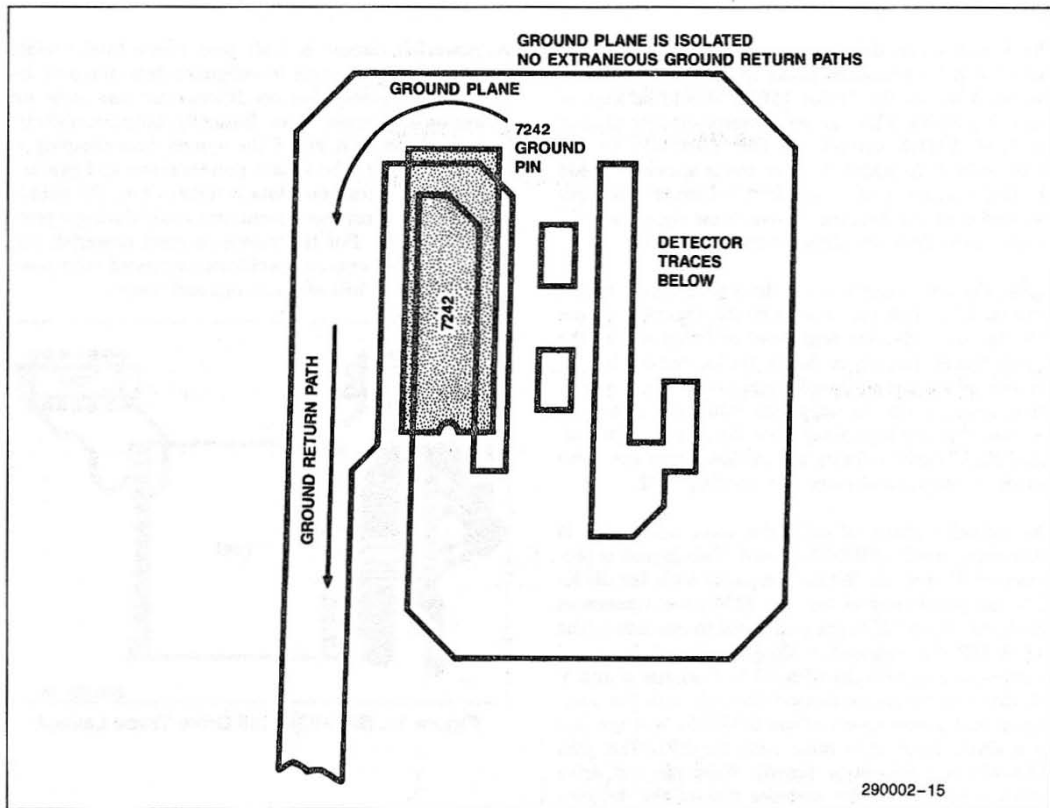 GROUND PLANE IS ISOLATED
NO EXTRANEOUS GROUND RETURN PATHS
GROUND PLANE
7242
GROUND
PIN
DETECTOR
TRACES
BELOW
7242
GROUND RETURN PATH
290002-15